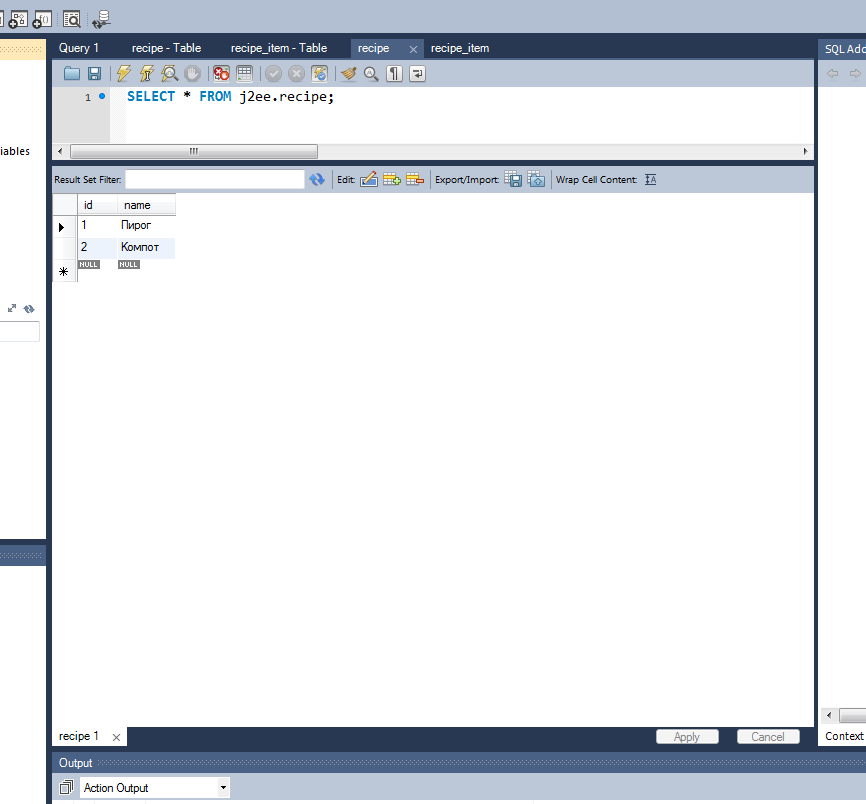 Query 1 recipe - Table recipe_item - Table recipe recipe_item
SQL Add
1 SELECT * FROM j2ee.recipe;
iables
Result Set Filter: Edit: Export/Import: Wrap Cell Content:
id name
1 Пирог
2 Компот
NULL NULL
recipe 1 Apply Cancel Context
Output
Action Output